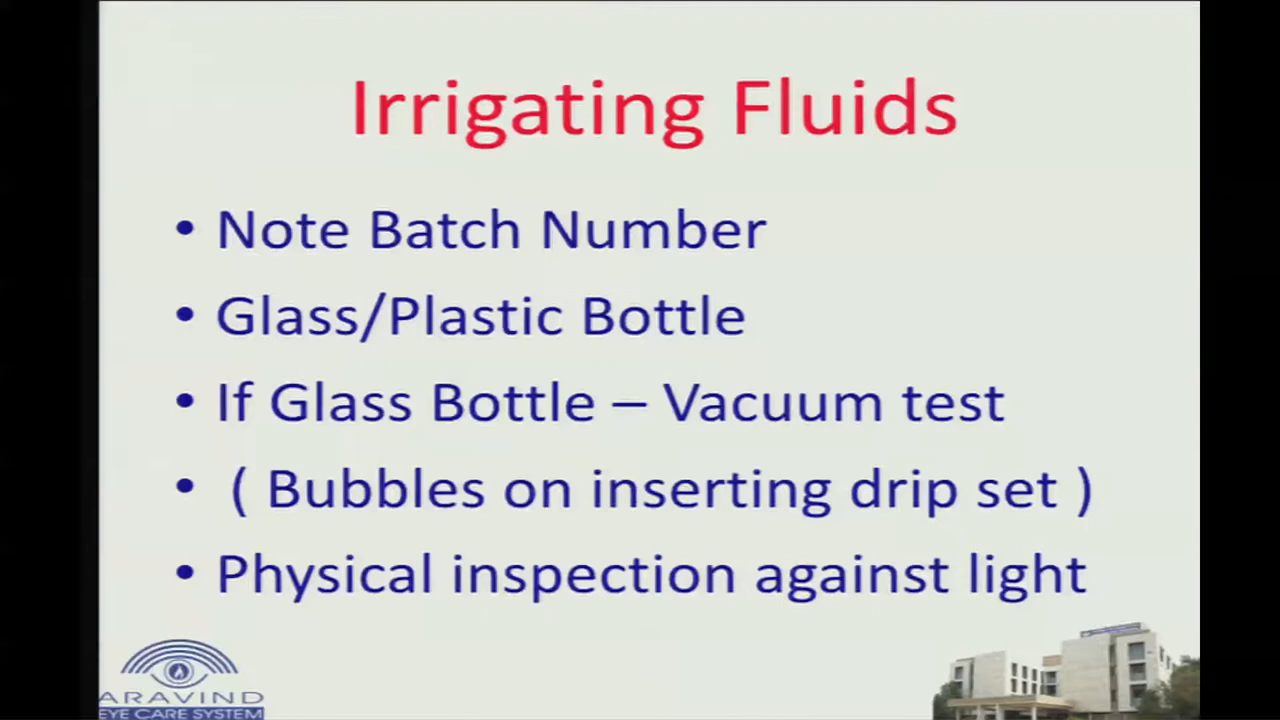 Irrigating Fluids
• Note Batch Number
• Glass/Plastic Bottle
• If Glass Bottle – Vacuum test
• ( Bubbles on inserting drip set )
• Physical inspection against light
ARAVIND
EYE CARE SYSTEM